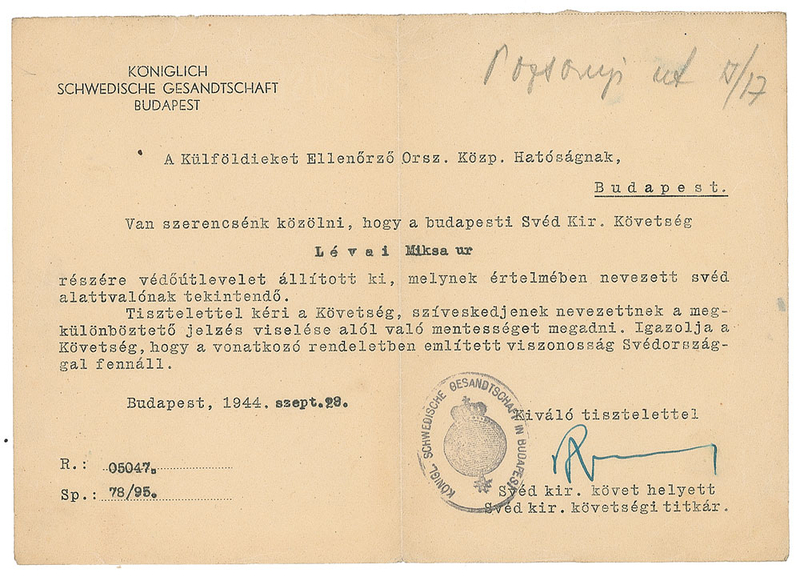 KÖNIGLICH
SCHWEDISCHE GESANDTSCHAFT
BUDAPEST
Pozsonyi ut
A Külföldieket Ellenőrző Orsz. Közp. Hatóságnak,
Budapest.
Van szerencsénk közölni, hogy a budapesti Svéd Kir. Követség
Lévai Miksa ur
részére védőútlevelet állított ki, melynek értelmében nevezett svéd
alattvalónak tekintendő.
Tisztelettel kéri a Követség, szíveskedjenek nevezettnek a meg-
különböztető jelzés viselése alól való mentességet megadni. Igazolja a
Követség, hogy a vonatkozó rendeletben említett viszonosság Svédország-
gal fennáll.
Budapest, 1944. szept.28.
KÖNIGL. SCHWEDISCHE GESANDTSCHAFT IN BUDAPEST
Kiváló tisztelettel
R.: 05047.
Sp.: 78/95.
Svéd kir. követ helyett
Svéd kir. követségi titkár.